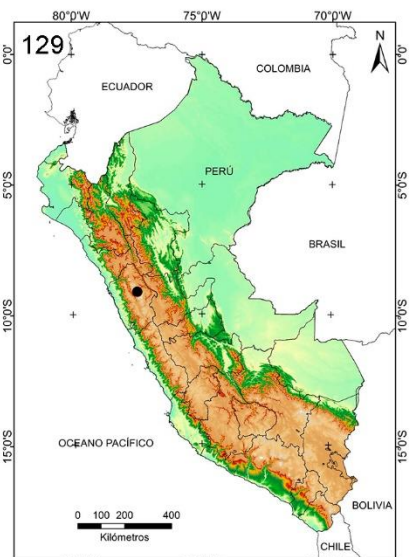 80°0'W 75°0'W 70°0'W
129
N
0°0'
0°0'
COLOMBIA
ECUADOR
PERÚ
5°0'S
5°0'S
BRASIL
10°0'S
10°0'S
OCEANO PACÍFICO
15°0'S
15°0'S
BOLIVIA
0 100 200 400
Kilómetros
CHILE